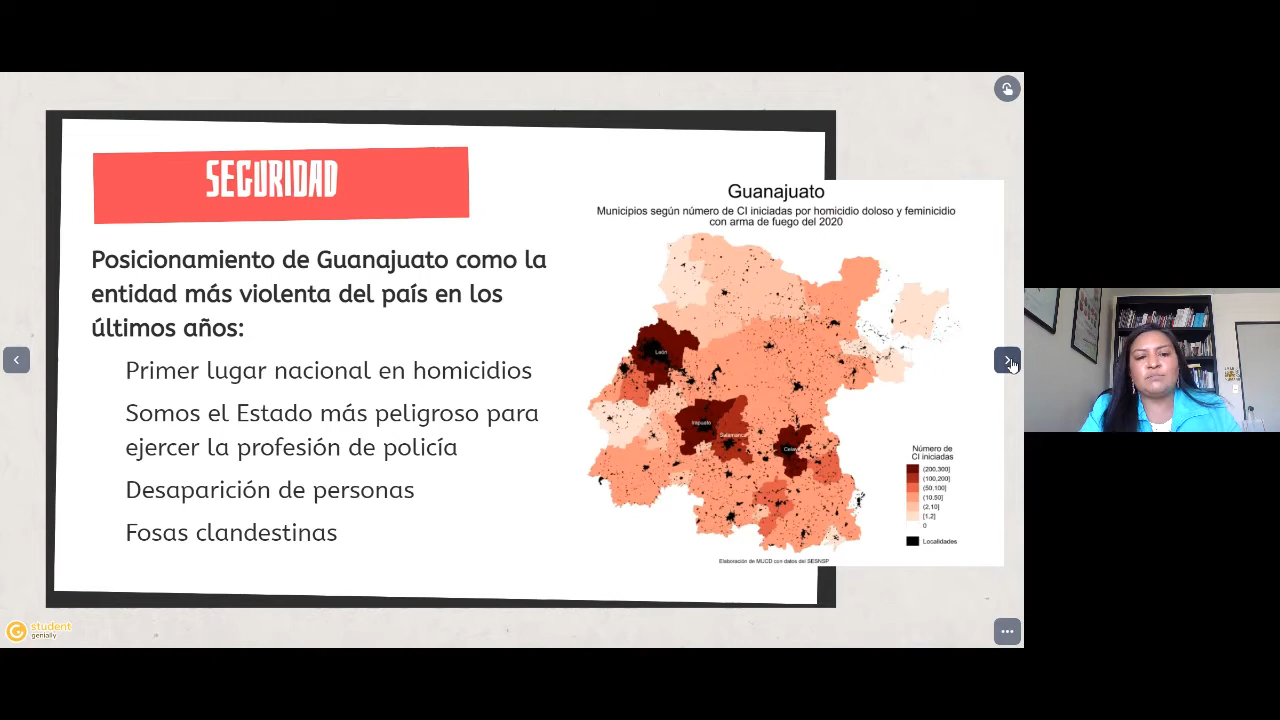 SEGURIDAD
Posicionamiento de Guanajuato como la
entidad más violenta del país en los
últimos años:
Primer lugar nacional en homicidios
Somos el Estado más peligroso para
ejercer la profesión de policía
Desaparición de personas
Fosas clandestinas
Guanajuato
Municipios según número de CI iniciadas por homicidio doloso y feminicidio
con arma de fuego del 2020
León
Irapuato
Salamanca
Celaya
Número de
CI iniciadas
(200,300]
(100,200]
(50,100]
(10,50]
(2,10]
[1,2]
0
Localidades
Elaboración de MUCD con datos del SESNSP
student
genially